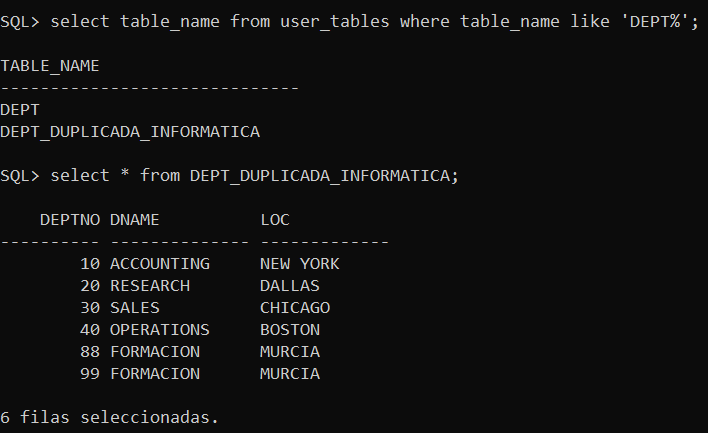 SQL> select table_name from user_tables where table_name like 'DEPT%';
TABLE_NAME
------------------------------
DEPT
DEPT_DUPLICADA_INFORMATICA
SQL> select * from DEPT_DUPLICADA_INFORMATICA;
    DEPTNO DNAME          LOC
---------- -------------- -------------
        10 ACCOUNTING     NEW YORK
        20 RESEARCH       DALLAS
        30 SALES          CHICAGO
        40 OPERATIONS     BOSTON
        88 FORMACION      MURCIA
        99 FORMACION      MURCIA
6 filas seleccionadas.